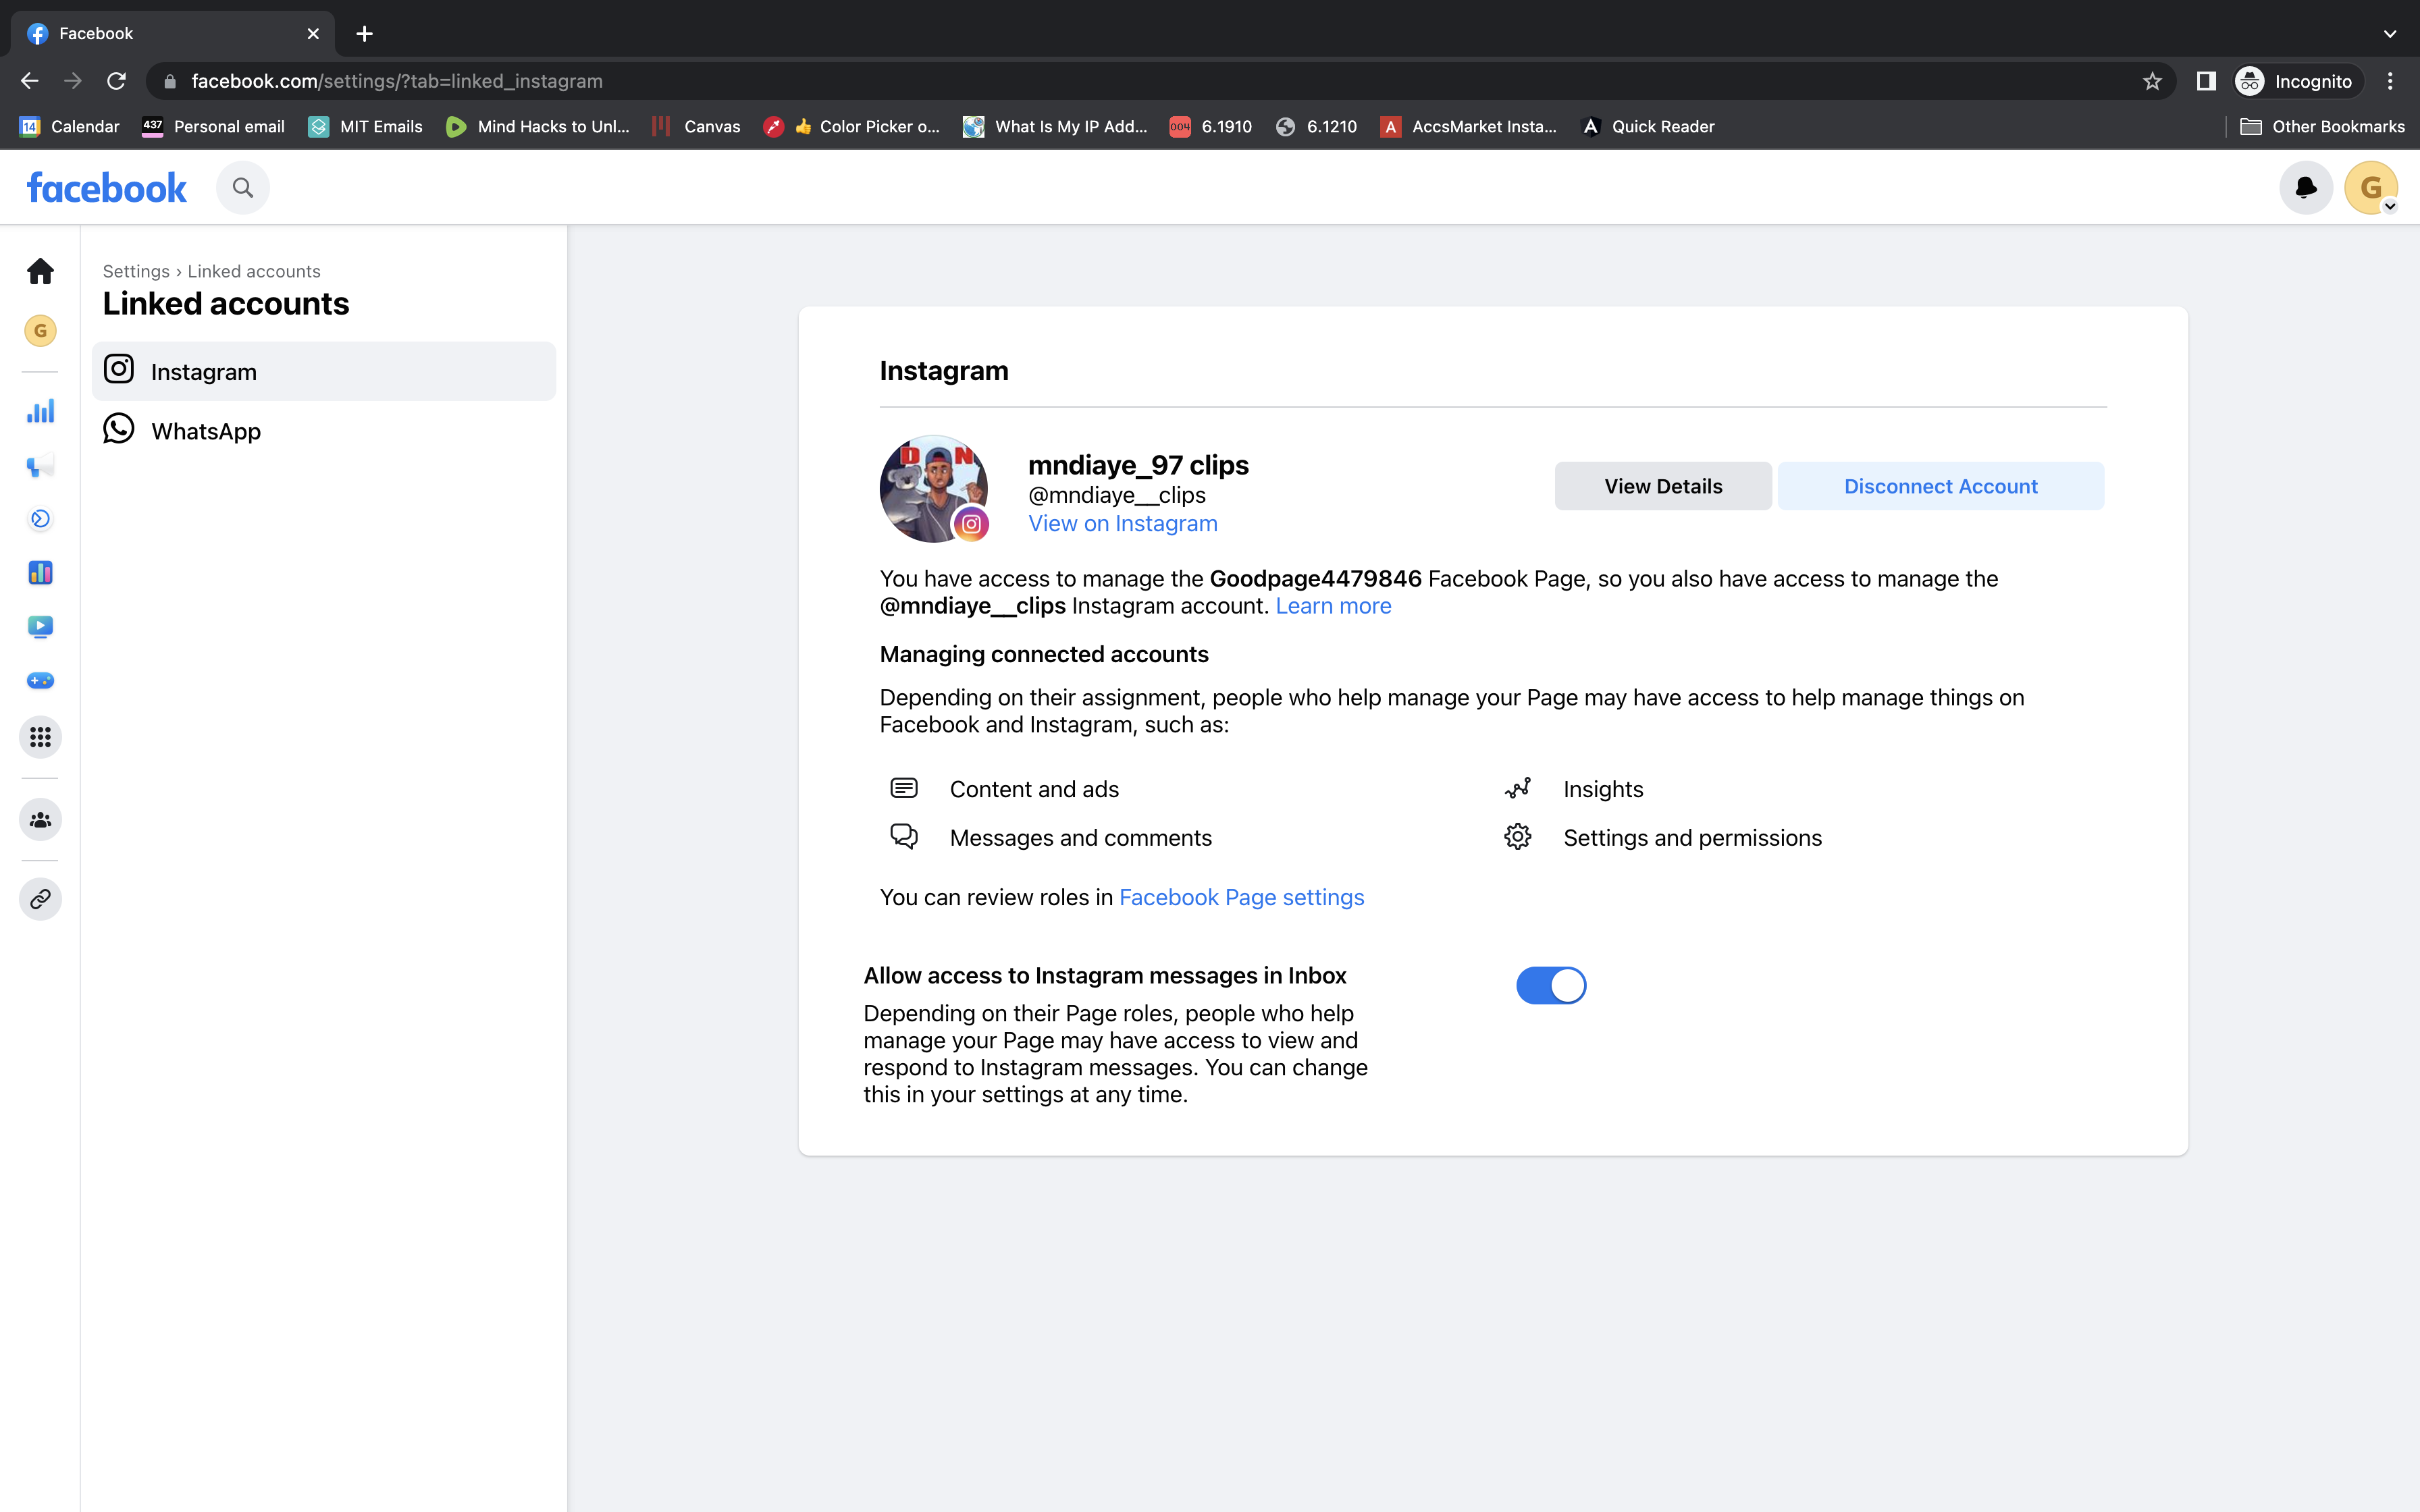 Facebook
facebook.com/settings/?tab=linked_instagram
Incognito
14 Calendar
437 Personal email
MIT Emails
Mind Hacks to Unl...
Canvas
👍 Color Picker o...
What Is My IP Add...
004 6.1910
6.1210
A AccsMarket Insta...
Quick Reader
Other Bookmarks
facebook
G
Settings › Linked accounts
Linked accounts
G
Instagram
WhatsApp
Instagram
D N
mndiaye_97 clips
@mndiaye__clips
View on Instagram
View Details
Disconnect Account
You have access to manage the Goodpage4479846 Facebook Page, so you also have access to manage the
@mndiaye__clips Instagram account. Learn more
Managing connected accounts
Depending on their assignment, people who help manage your Page may have access to help manage things on
Facebook and Instagram, such as:
Content and ads
Insights
Messages and comments
Settings and permissions
You can review roles in Facebook Page settings
Allow access to Instagram messages in Inbox
Depending on their Page roles, people who help
manage your Page may have access to view and
respond to Instagram messages. You can change
this in your settings at any time.